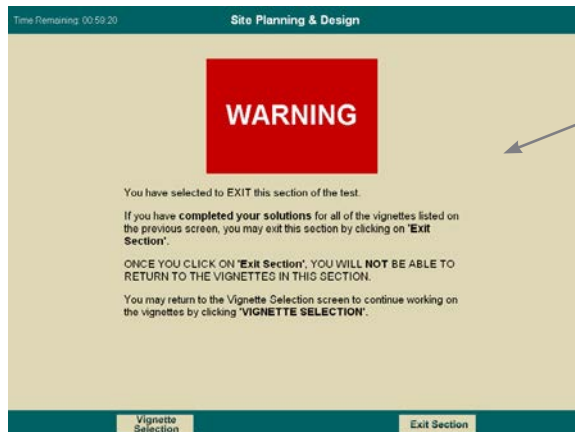 Time Remaining: 00:59:20
Site Planning & Design
WARNING
You have selected to EXIT this section of the test.
If you have completed your solutions for all of the vignettes listed on
the previous screen, you may exit this section by clicking on 'Exit
Section'.
ONCE YOU CLICK ON 'Exit Section', YOU WILL NOT BE ABLE TO
RETURN TO THE VIGNETTES IN THIS SECTION.
You may return to the Vignette Selection screen to continue working on
the vignettes by clicking 'VIGNETTE SELECTION'.
Vignette
Selection
Exit Section